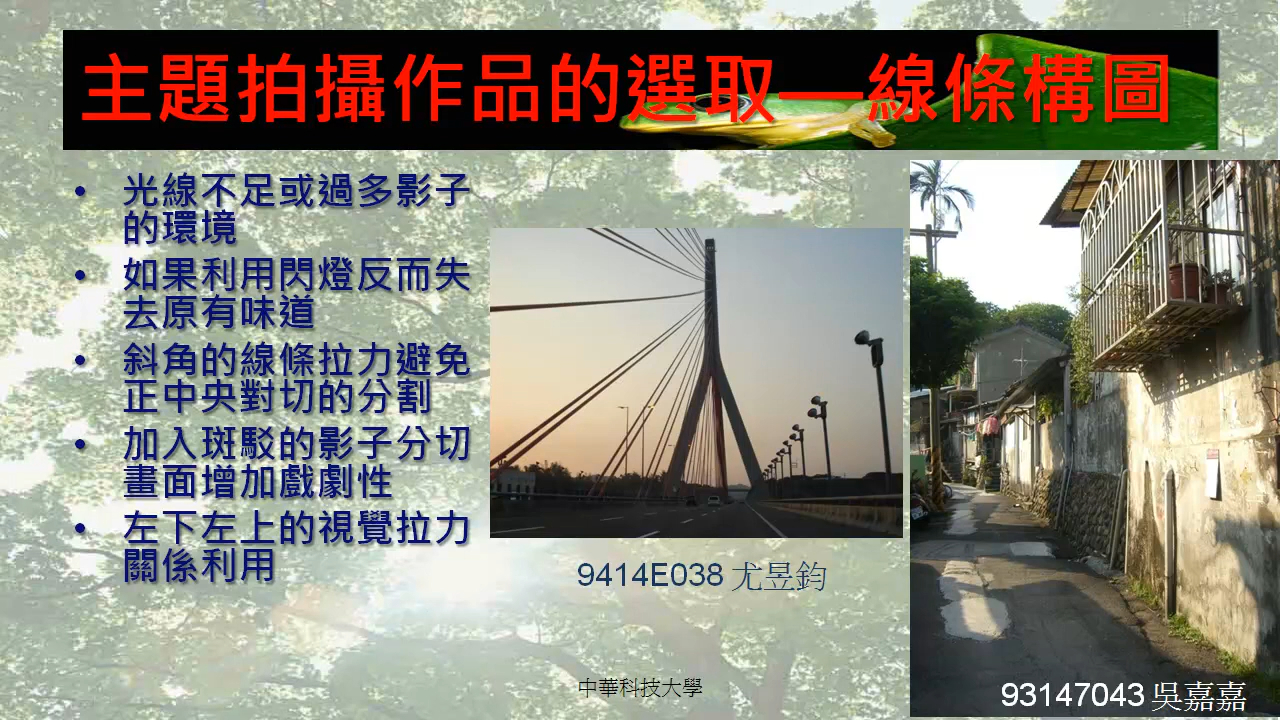 主題拍攝作品的選取—線條構圖
• 光線不足或過多影子
的環境
• 如果利用閃燈反而失
去原有味道
• 斜角的線條拉力避免
正中央對切的分割
• 加入斑駁的影子分切
畫面增加戲劇性
• 左下左上的視覺拉力
關係利用
9414E038 尤昱鈞
93147043 吳嘉嘉
中華科技大學